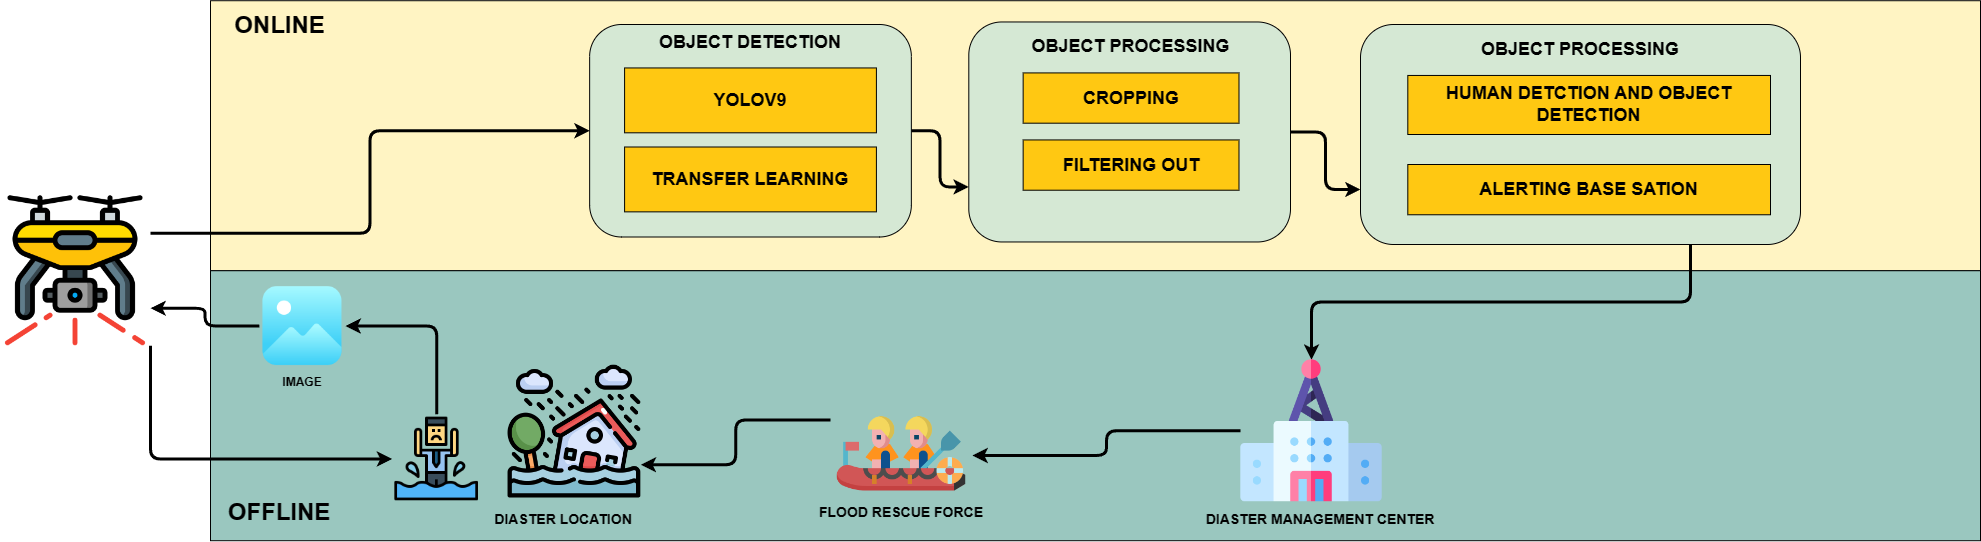 ONLINE
OBJECT DETECTION
YOLOV9
TRANSFER LEARNING
OBJECT PROCESSING
CROPPING
FILTERING OUT
OBJECT PROCESSING
HUMAN DETCTION AND OBJECT
DETECTION
ALERTING BASE SATION
IMAGE
OFFLINE
DIASTER LOCATION
FLOOD RESCUE FORCE
DIASTER MANAGEMENT CENTER